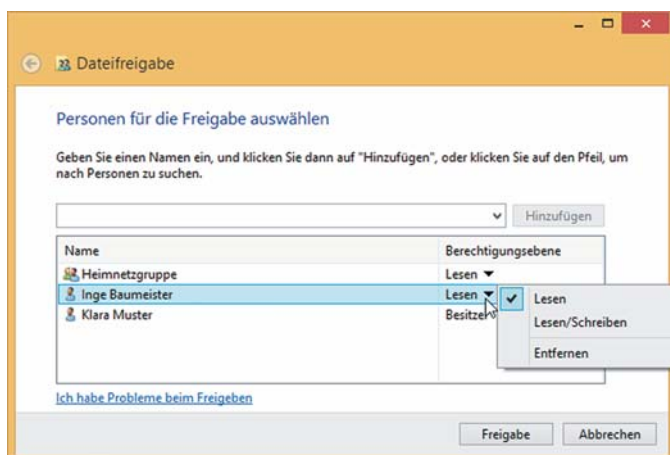 Dateifreigabe
Personen für die Freigabe auswählen
Geben Sie einen Namen ein, und klicken Sie dann auf "Hinzufügen", oder klicken Sie auf den Pfeil, um
nach Personen zu suchen.
Hinzufügen
Name Berechtigungsebene
Heimnetzgruppe Lesen
Inge Baumeister Lesen
Klara Muster Besitzer
Lesen
Lesen/Schreiben
Entfernen
Ich habe Probleme beim Freigeben
Freigabe Abbrechen